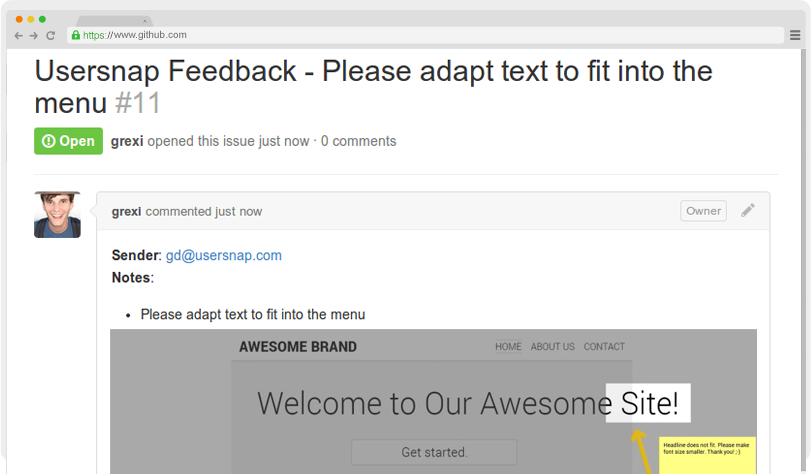 https://www.github.com
Usersnap Feedback - Please adapt text to fit into the
menu #11
Open grexi opened this issue just now · 0 comments
grexi commented just now Owner
Sender: gd@usersnap.com
Notes:
• Please adapt text to fit into the menu
AWESOME BRAND HOME ABOUT US CONTACT
Welcome to Our Awesome Site!
Get started.
Headline does not fit. Please make
font size smaller. Thank you! ;-)